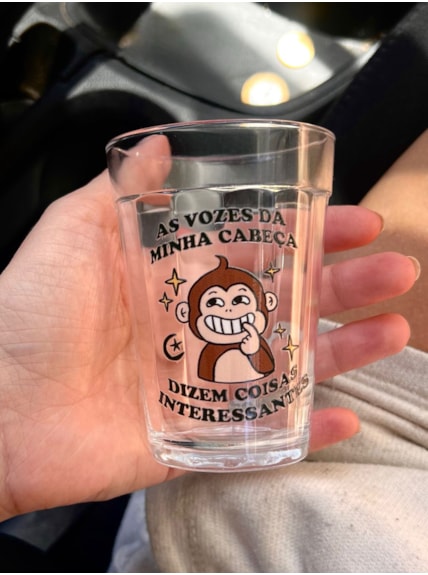 AS VOZES DA
MINHA CABEÇA
DIZEM COISAS
INTERESSANTES